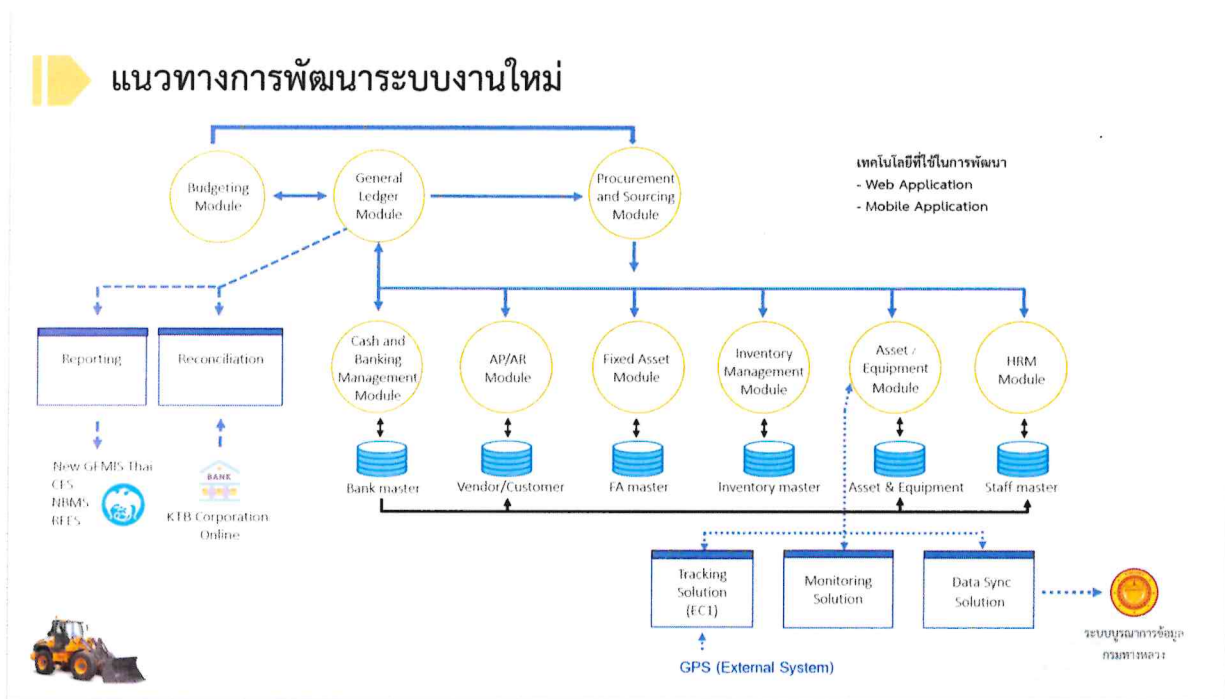 แนวทางการพัฒนาระบบงานใหม่
เทคโนโลยีที่ใช้ในการพัฒนา
- Web Application
- Mobile Application
Budgeting
Module
General
Ledger
Module
Procurement
and Sourcing
Module
Reporting
Reconciliation
Cash and
Banking
Management
Module
AP/AR
Module
Fixed Asset
Module
Inventory
Management
Module
Asset /
Equipment
Module
HRM
Module
New GFMIS Thai
CFS
NBMS
BANK
KTB Corporation
Online
Bank master
Vendor/Customer
FA master
Inventory master
Asset & Equipment
Staff master
Tracking
Solution
(EC1)
Monitoring
Solution
Data Sync
Solution
ระบบบูรณาการข้อมูล
กรมทางหลวง
GPS (External System)